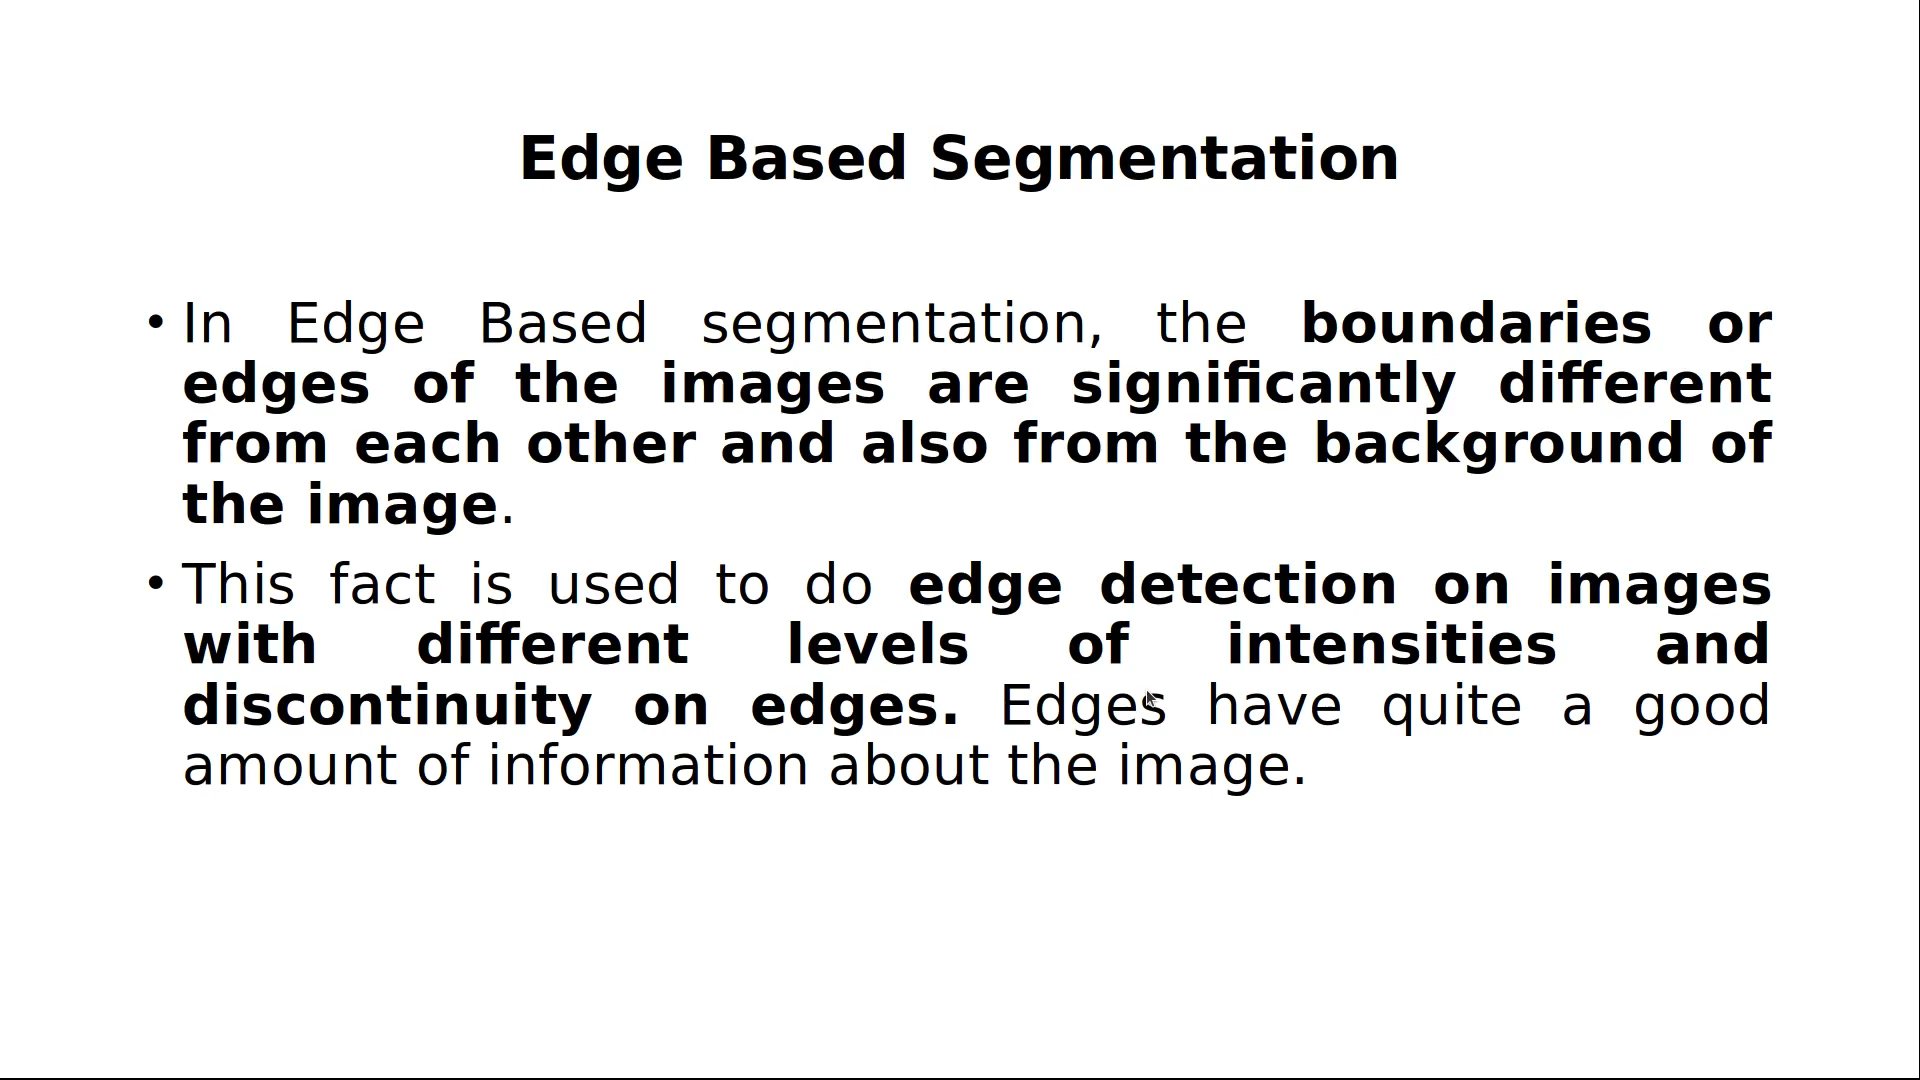 Edge Based Segmentation
• In Edge Based segmentation, the boundaries or
edges of the images are significantly different
from each other and also from the background of
the image.
• This fact is used to do edge detection on images
with different levels of intensities and
discontinuity on edges. Edges have quite a good
amount of information about the image.